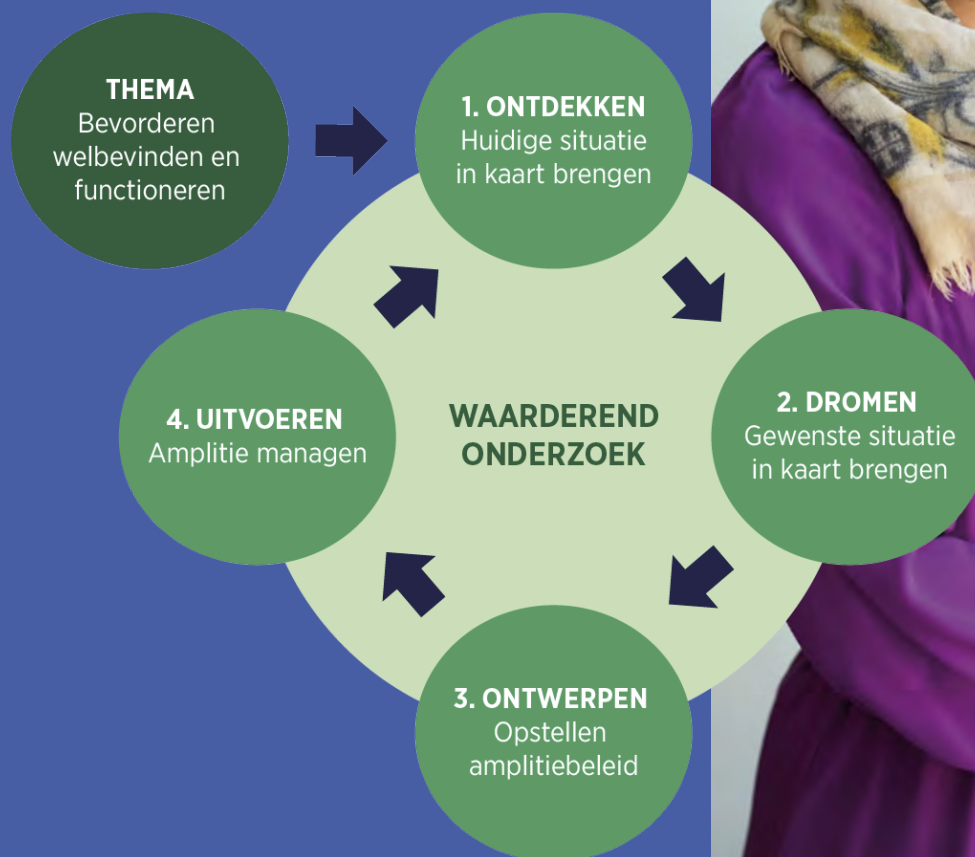 THEMA
Bevorderen
welbevinden en
functioneren
1. ONTDEKKEN
Huidige situatie
in kaart brengen
2. DROMEN
Gewenste situatie
in kaart brengen
3. ONTWERPEN
Opstellen
amplitiebeleid
4. UITVOEREN
Amplitie managen
WAARDEREND
ONDERZOEK